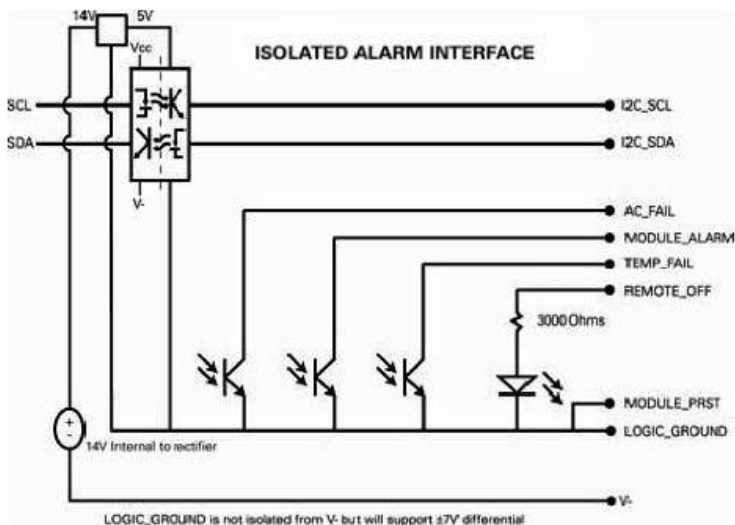 14V 5V
Vcc
ISOLATED ALARM INTERFACE
SCL I2C_SCL
SDA I2C_SDA
V-
AC_FAIL
MODULE_ALARM
TEMP_FAIL
REMOTE_OFF
3000 Ohms
MODULE_PRST
+
-
14V Internal to rectifier
LOGIC_GROUND
V-
LOGIC_GROUND is not isolated from V- but will support ±7V differential